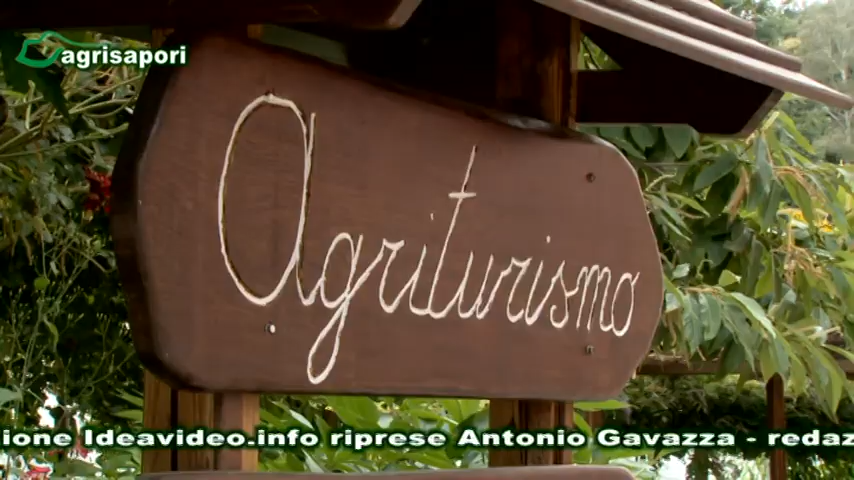 agrisapori
Agriturismo
ione Ideavideo.info riprese Antonio Gavazza - redaz